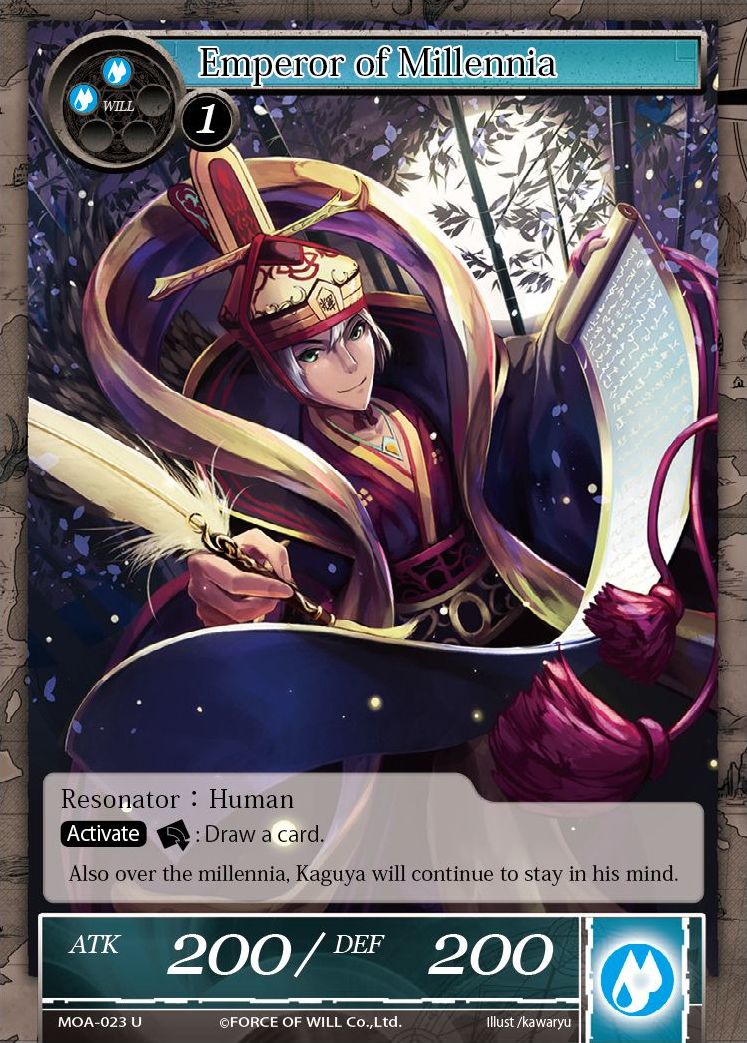 Emperor of Millennia
WILL
1
Resonator : Human
Activate : Draw a card.
Also over the millennia, Kaguya will continue to stay in his mind.
ATK 200/ DEF 200
MOA-023 U ©FORCE OF WILL Co.,Ltd. Illust /kawaryu